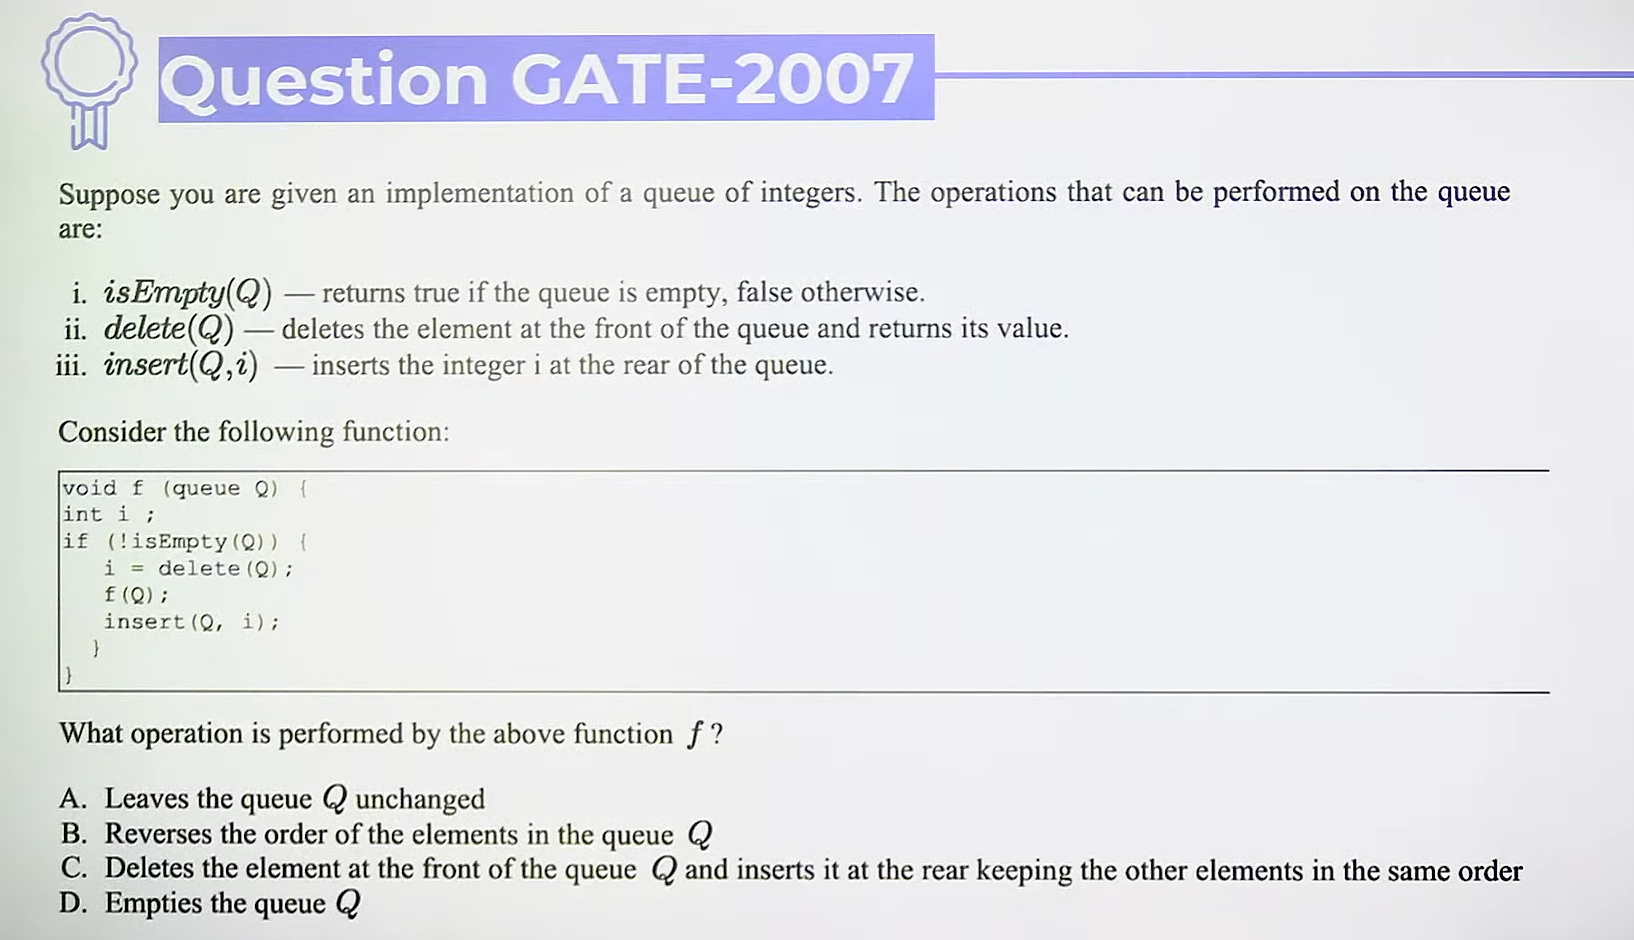 Question GATE-2007
Suppose you are given an implementation of a queue of integers. The operations that can be performed on the queue
are:
i. isEmpty(Q) — returns true if the queue is empty, false otherwise.
ii. delete(Q) — deletes the element at the front of the queue and returns its value.
iii. insert(Q,i) — inserts the integer i at the rear of the queue.
Consider the following function:
void f (queue Q) {
int i ;
if (!isEmpty(Q)) {
i = delete(Q);
f(Q);
insert(Q, i);
}
}
What operation is performed by the above function f ?
A. Leaves the queue Q unchanged
B. Reverses the order of the elements in the queue Q
C. Deletes the element at the front of the queue Q and inserts it at the rear keeping the other elements in the same order
D. Empties the queue Q